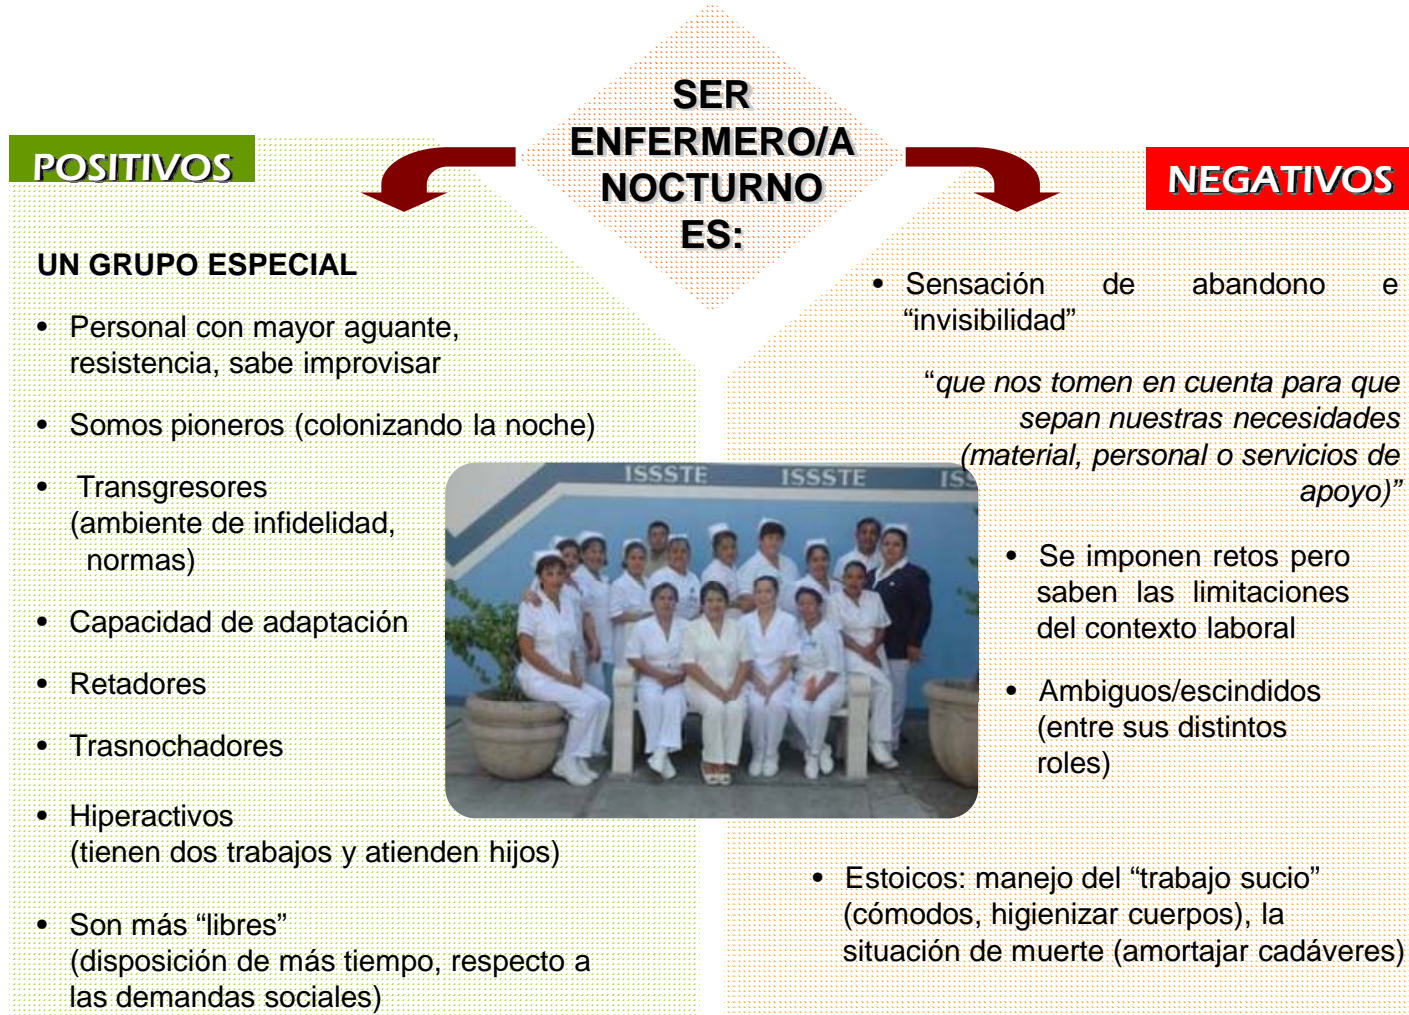 SER
ENFERMERO/A
NOCTURNO
ES:
POSITIVOS
UN GRUPO ESPECIAL
• Personal con mayor aguante,
resistencia, sabe improvisar
• Somos pioneros (colonizando la noche)
• Transgresores
(ambiente de infidelidad,
normas)
• Capacidad de adaptación
• Retadores
• Trasnochadores
• Hiperactivos
(tienen dos trabajos y atienden hijos)
• Son más “libres”
(disposición de más tiempo, respecto a
las demandas sociales)
ISSSTE ISSSTE ISS
NEGATIVOS
• Sensación de abandono e
“invisibilidad”
“que nos tomen en cuenta para que
sepan nuestras necesidades
(material, personal o servicios de
apoyo)”
• Se imponen retos pero
saben las limitaciones
del contexto laboral
• Ambiguos/escindidos
(entre sus distintos
roles)
• Estoicos: manejo del “trabajo sucio”
(cómodos, higienizar cuerpos), la
situación de muerte (amortajar cadáveres)